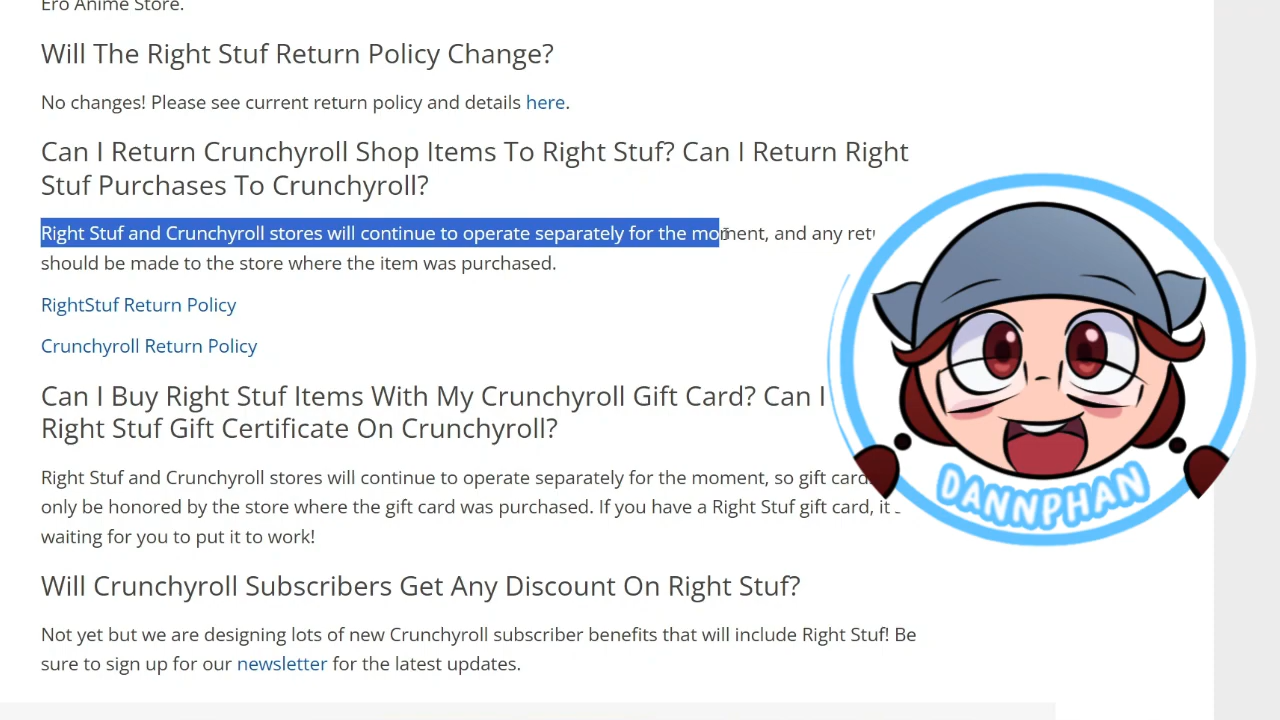 Ero Anime Store.
Will The Right Stuf Return Policy Change?
No changes! Please see current return policy and details here.
Can I Return Crunchyroll Shop Items To Right Stuf? Can I Return Right
Stuf Purchases To Crunchyroll?
Right Stuf and Crunchyroll stores will continue to operate separately for the moment, and any
should be made to the store where the item was purchased.
RightStuf Return Policy
Crunchyroll Return Policy
Can I Buy Right Stuf Items With My Crunchyroll Gift Card? Can I
Right Stuf Gift Certificate On Crunchyroll?
Right Stuf and Crunchyroll stores will continue to operate separately for the moment, so gift
only be honored by the store where the gift card was purchased. If you have a Right Stuf gift card, it
waiting for you to put it to work!
Will Crunchyroll Subscribers Get Any Discount On Right Stuf?
Not yet but we are designing lots of new Crunchyroll subscriber benefits that will include Right Stuf! Be
sure to sign up for our newsletter for the latest updates.
DANNPHAN